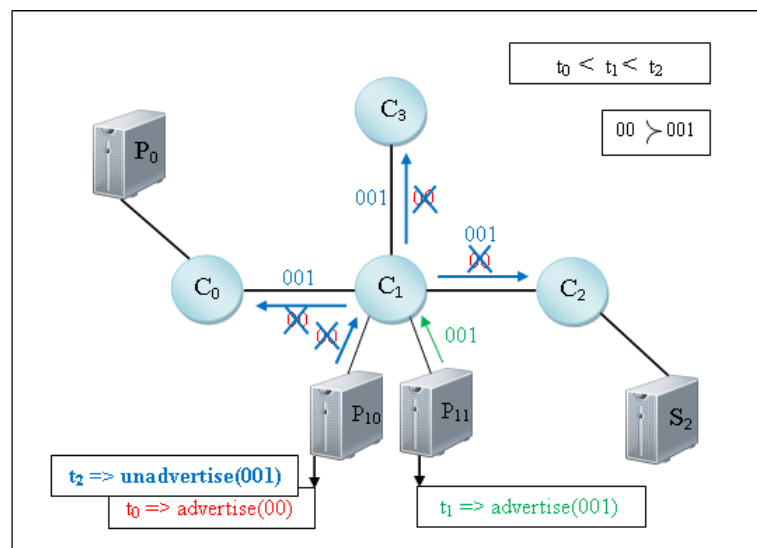 t₀ < t₁ < t₂
C₃
00 ≻ 001
P₀
001 00
001
00
C₀
001
C₁
C₂
00
00
001
P₁₀
P₁₁
S₂
t₂ => unadvertise(001)
t₀ => advertise(00)
t₁ => advertise(001)